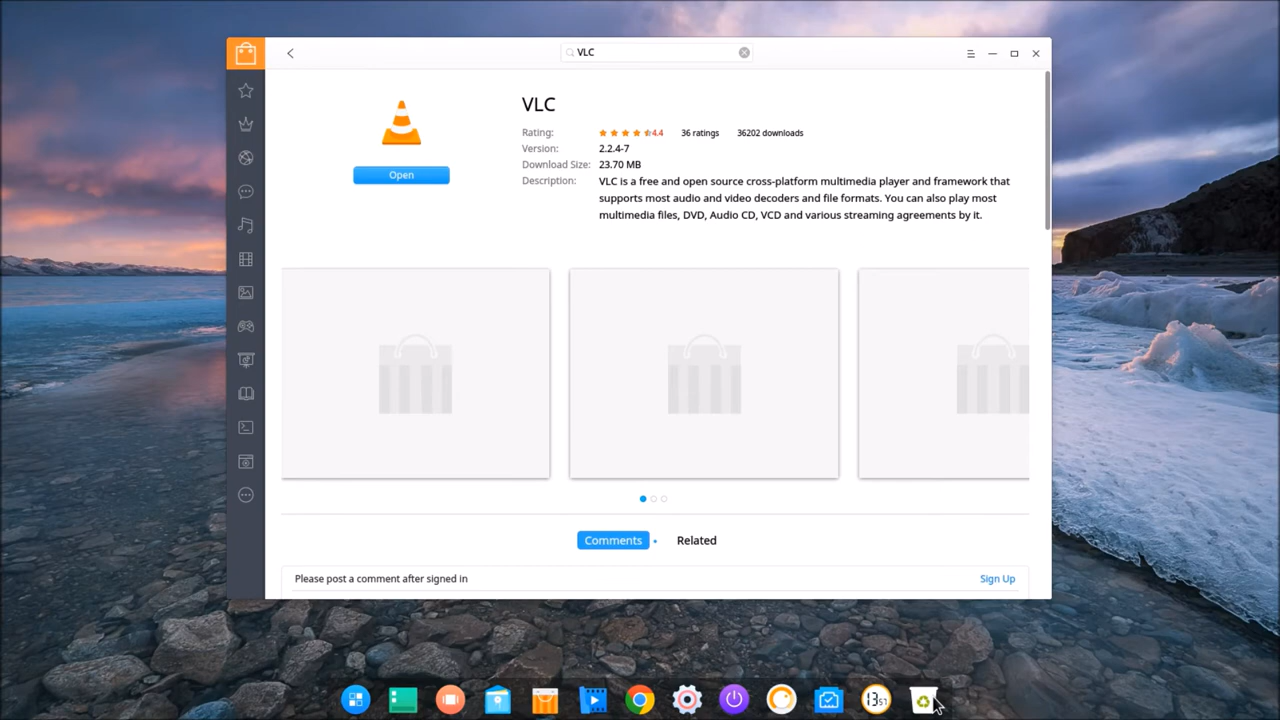 VLC
VLC
Rating: 4.4 36 ratings 36202 downloads
Version: 2.2.4-7
Download Size: 23.70 MB
Description: VLC is a free and open source cross-platform multimedia player and framework that
supports most audio and video decoders and file formats. You can also play most
multimedia files, DVD, Audio CD, VCD and various streaming agreements by it.
Open
Comments Related
Please post a comment after signed in Sign Up
13 51